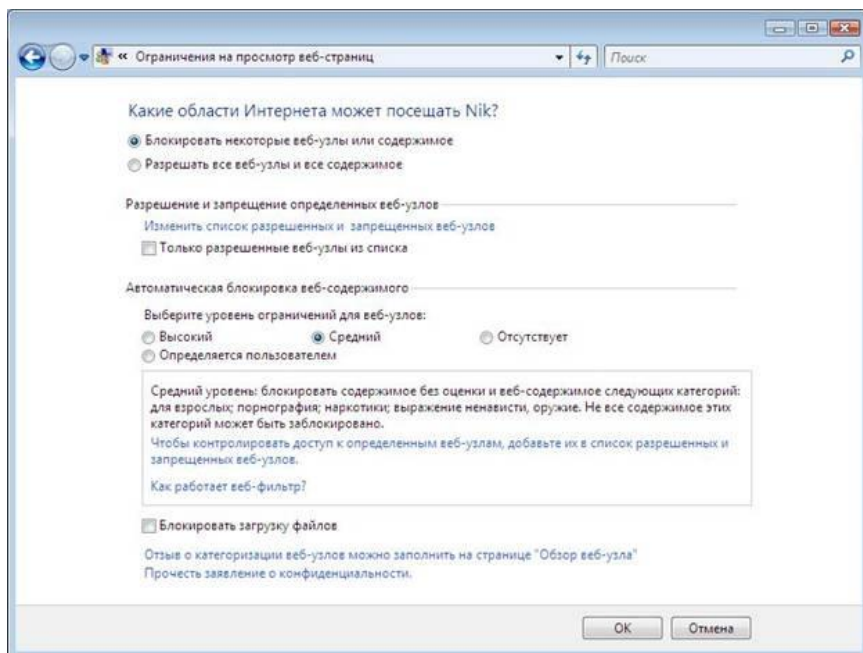 « Ограничения на просмотр веб-страниц
Поиск
Какие области Интернета может посещать Nik?
Блокировать некоторые веб-узлы или содержимое
Разрешать все веб-узлы и все содержимое
Разрешение и запрещение определенных веб-узлов
Изменить список разрешенных и запрещенных веб-узлов
Только разрешенные веб-узлы из списка
Автоматическая блокировка веб-содержимого
Выберите уровень ограничений для веб-узлов:
Высокий Средний Отсутствует
Определяется пользователем
Средний уровень: блокировать содержимое без оценки и веб-содержимое следующих категорий:
для взрослых; порнография; наркотики; выражение ненависти, оружие. Не все содержимое этих
категорий может быть заблокировано.
Чтобы контролировать доступ к определенным веб-узлам, добавьте их в список разрешенных и
запрещенных веб-узлов.
Как работает веб-фильтр?
Блокировать загрузку файлов
Отзыв о категоризации веб-узлов можно заполнить на странице "Обзор веб-узла"
Прочесть заявление о конфиденциальности.
ОК Отмена